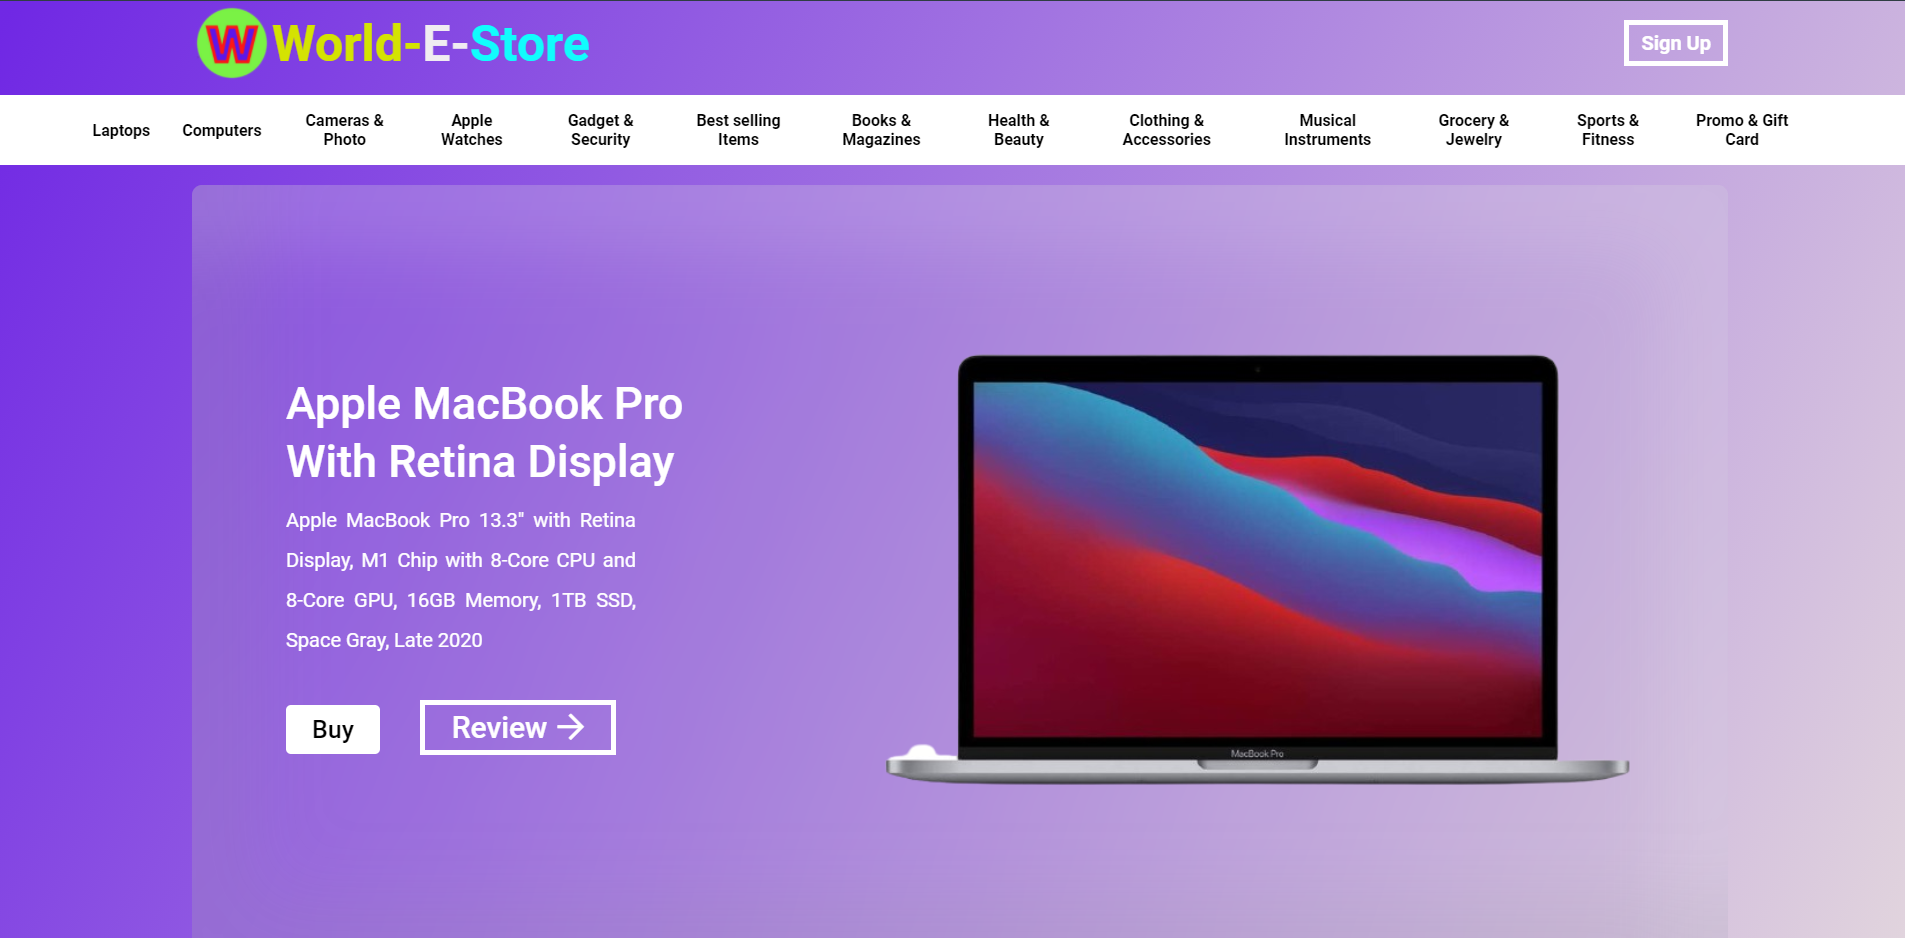 W World-E-Store
Sign Up
Laptops
Computers
Cameras &
Photo
Apple
Watches
Gadget &
Security
Best selling
Items
Books &
Magazines
Health &
Beauty
Clothing &
Accessories
Musical
Instruments
Grocery &
Jewelry
Sports &
Fitness
Promo & Gift
Card
Apple MacBook Pro
With Retina Display
Apple MacBook Pro 13.3" with Retina
Display, M1 Chip with 8-Core CPU and
8-Core GPU, 16GB Memory, 1TB SSD,
Space Gray, Late 2020
Buy
Review →
MacBook Pro